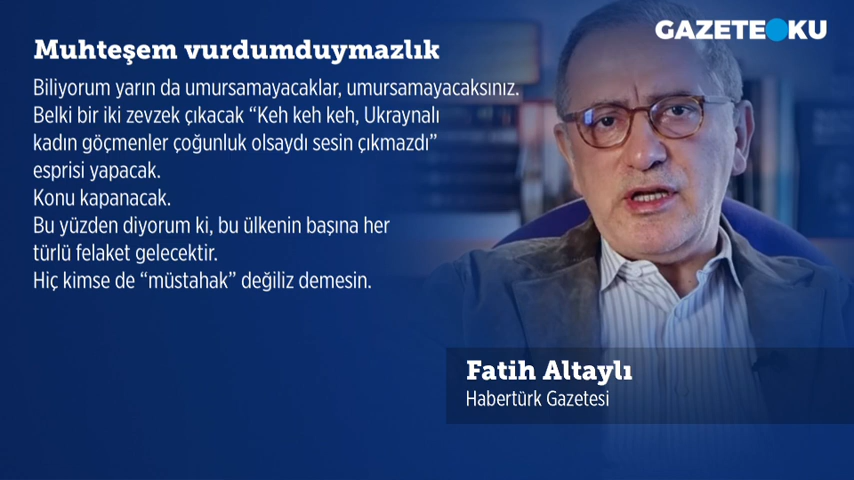 GAZETE OKU
Muhteşem vurdumduymazlık
Biliyorum yarın da umursamayacaklar, umursamayacaksınız.
Belki bir iki zevzek çıkacak “Keh keh keh, Ukraynalı
kadın göçmenler çoğunluk olsaydı sesin çıkmazdı”
esprisi yapacak.
Konu kapanacak.
Bu yüzden diyorum ki, bu ülkenin başına her
türlü felaket gelecektir.
Hiç kimse de “müstahak” değiliz demesin.
Fatih Altaylı
Habertürk Gazetesi